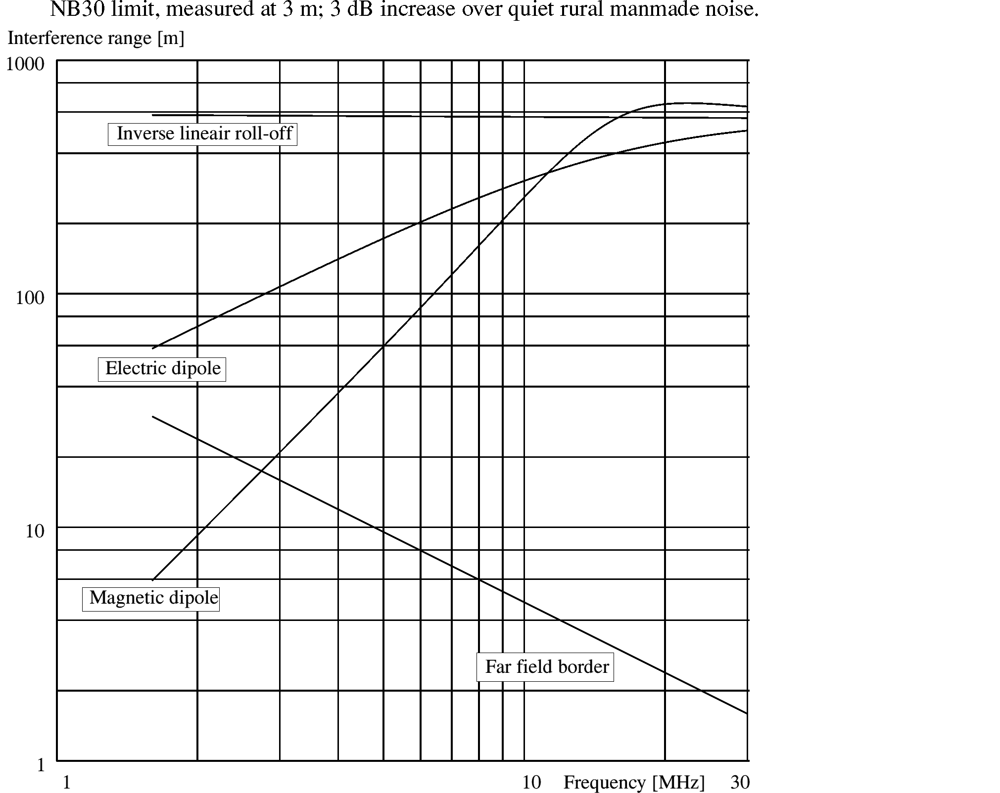 NB30 limit, measured at 3 m; 3 dB increase over quiet rural manmade noise.
Interference range [m]
1000
Inverse lineair roll-off
100
Electric dipole
10
Magnetic dipole
Far field border
1
1 10 Frequency [MHz] 30